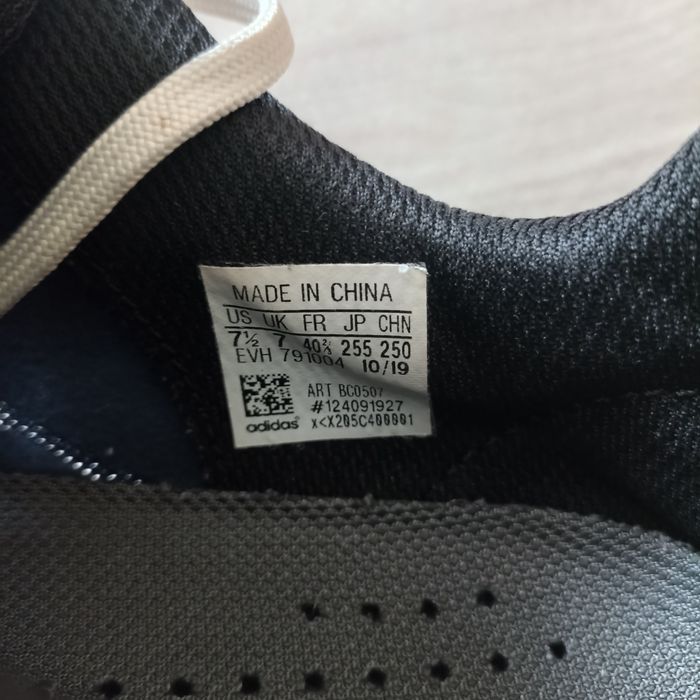 MADE IN CHINA
US UK FR JP CHN
7½ 7 40⅔ 255 250
EVH 791004 10/19
ART BC0507
#124091927
adidas x<X205C400001